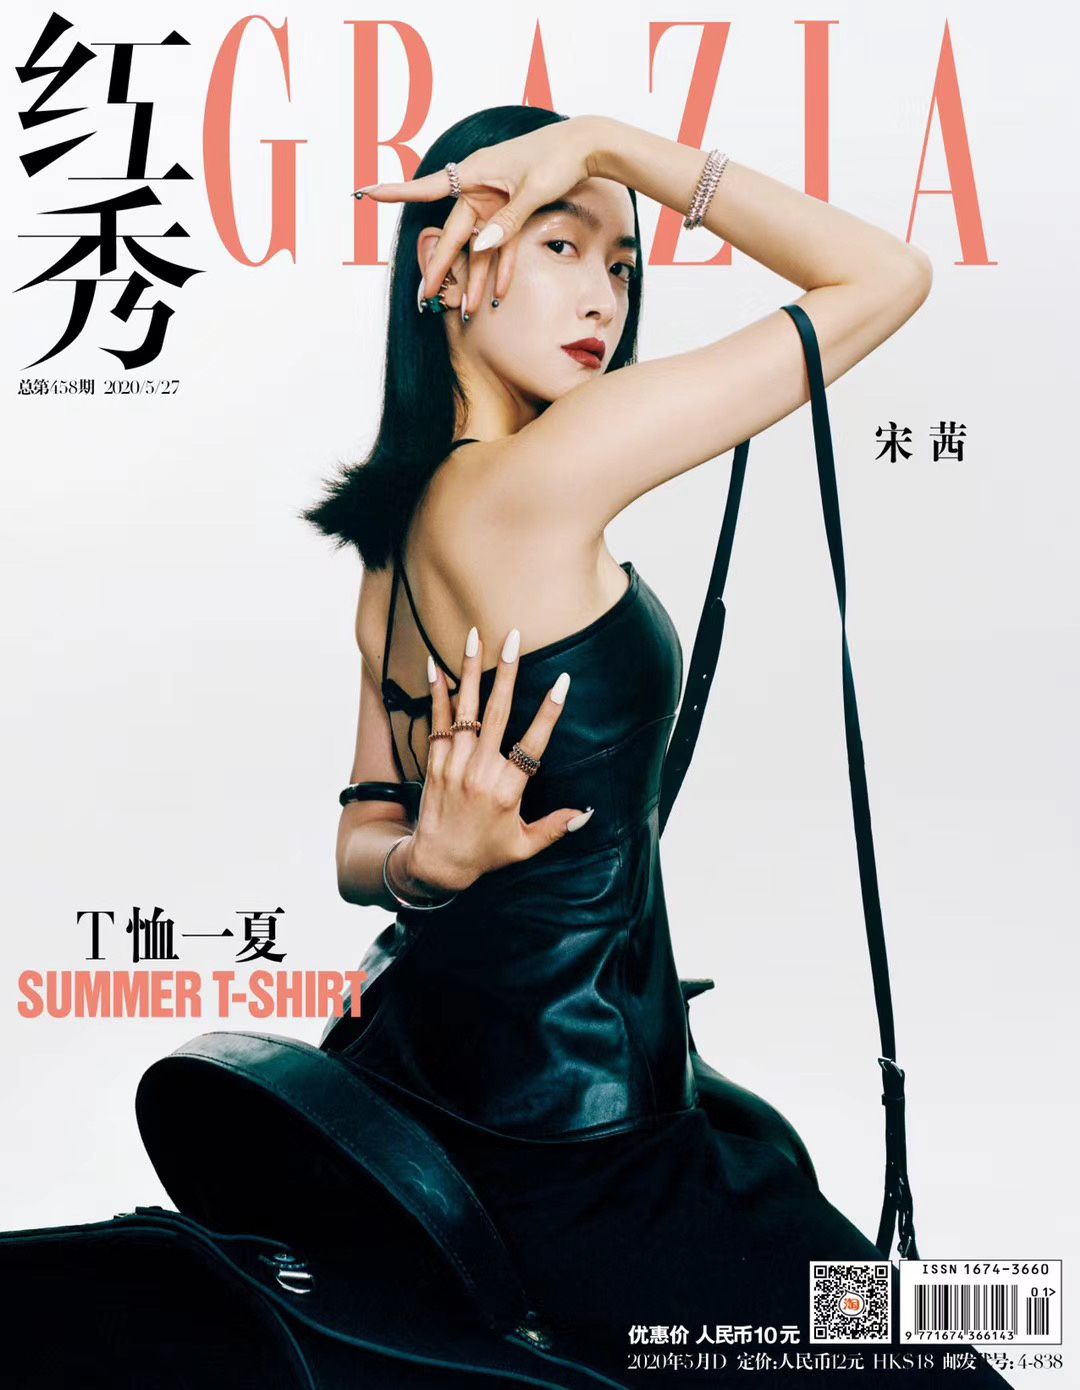 红秀
GRAZIA
总第458期 2020/5/27
宋茜
T恤一夏
SUMMER T-SHIRT
淘
ISSN 1674-3660
01>
9 771674 366143
优惠价 人民币10元
2020年5月D 定价:人民币12元 HK$18 邮发代号:4-838